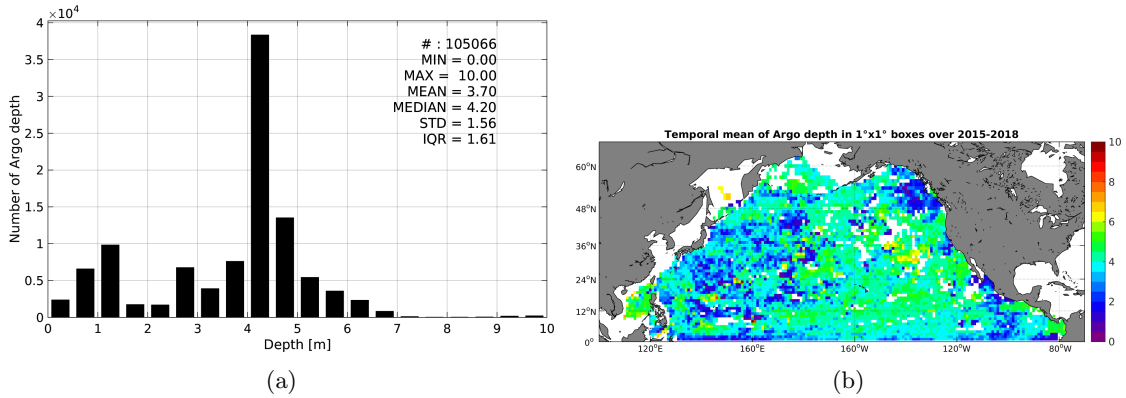 ×10⁴
4
3.5
3
2.5
2
1.5
1
0.5
0
# : 105066
MIN = 0.00
MAX = 10.00
MEAN = 3.70
MEDIAN = 4.20
STD = 1.56
IQR = 1.61
Number of Argo depth
0 1 2 3 4 5 6 7 8 9 10
Depth [m]
(a)
Temporal mean of Argo depth in 1°x1° boxes over 2015-2018
60°N
48°N
36°N
24°N
12°N
0°
120°E 160°E 160°W 120°W 80°W
10
8
6
4
2
0
(b)